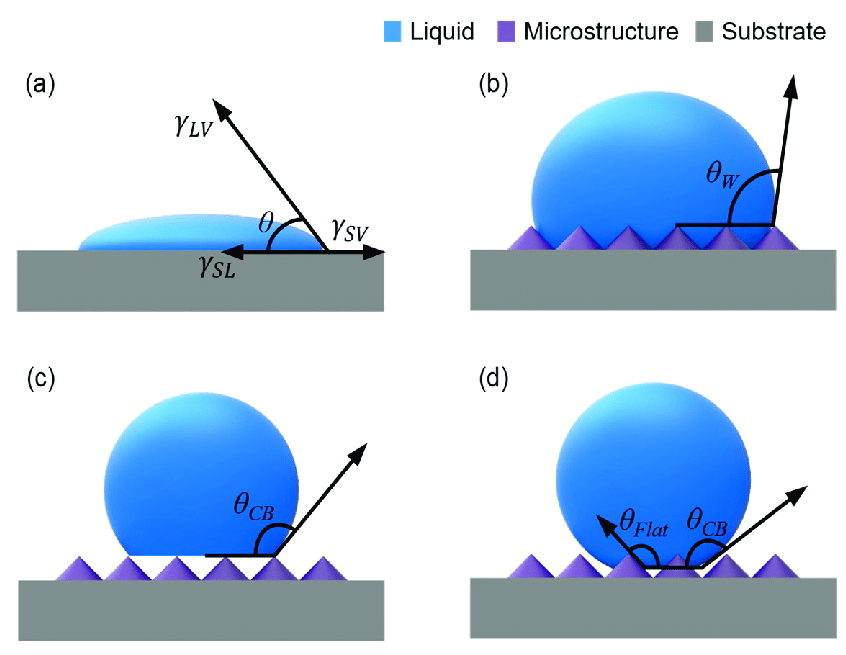 Liquid Microstructure Substrate
(a)
γLV
θ
γSV
γSL
(b)
θW
(c)
θCB
(d)
θFlat θCB